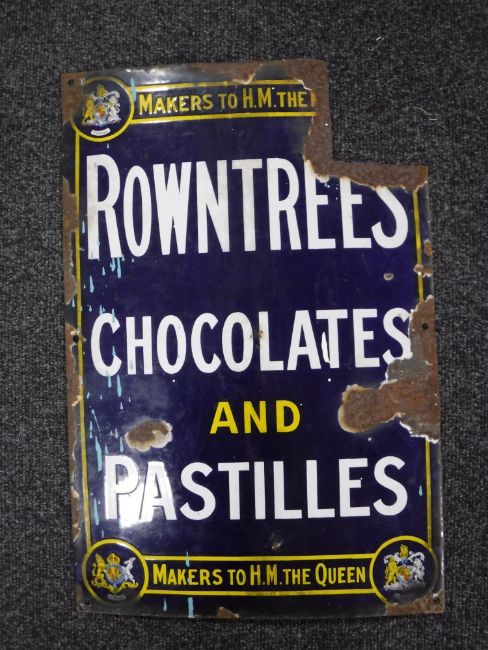 MAKERS TO H.M. THE
ROWNTREES
CHOCOLATES
AND
PASTILLES
MAKERS TO H.M. THE QUEEN